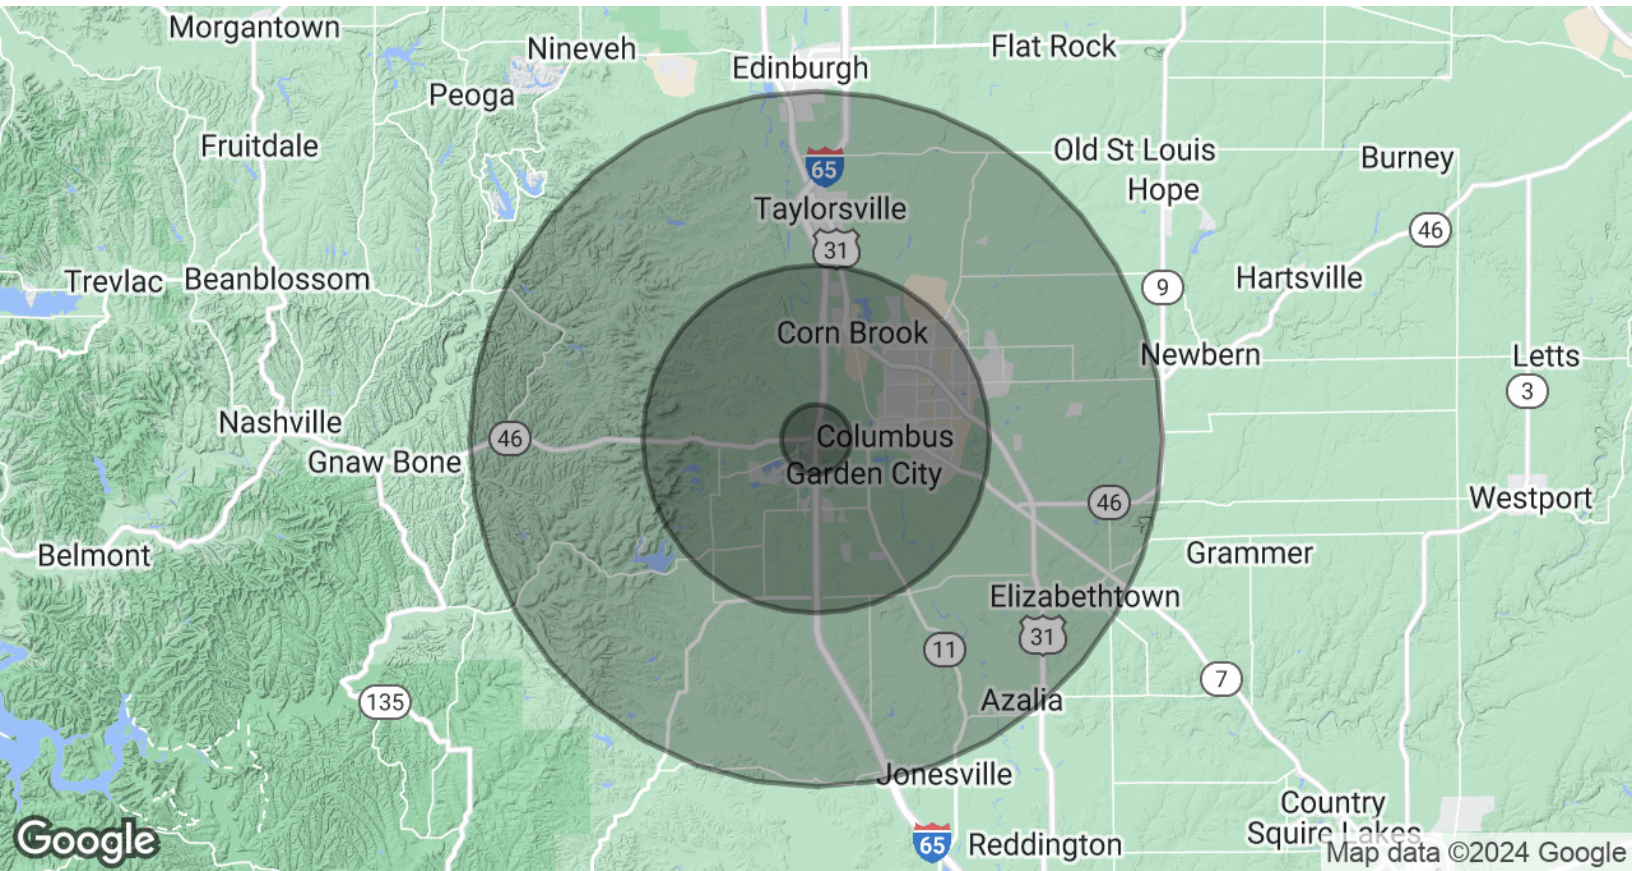 Morgantown
Nineveh
Flat Rock
Edinburgh
Peoga
Fruitdale
Old St Louis
Burney
65
Hope
Taylorsville
46
31
Trevlac
Beanblossom
Hartsville
9
Corn Brook
Newbern
Letts
3
Nashville
46
Columbus
Gnaw Bone
Garden City
46
Westport
Belmont
Grammer
Elizabethtown
31
11
7
135
Azalia
Jonesville
Country
Squire Lakes
65
Reddington
Google
Map data ©2024 Google